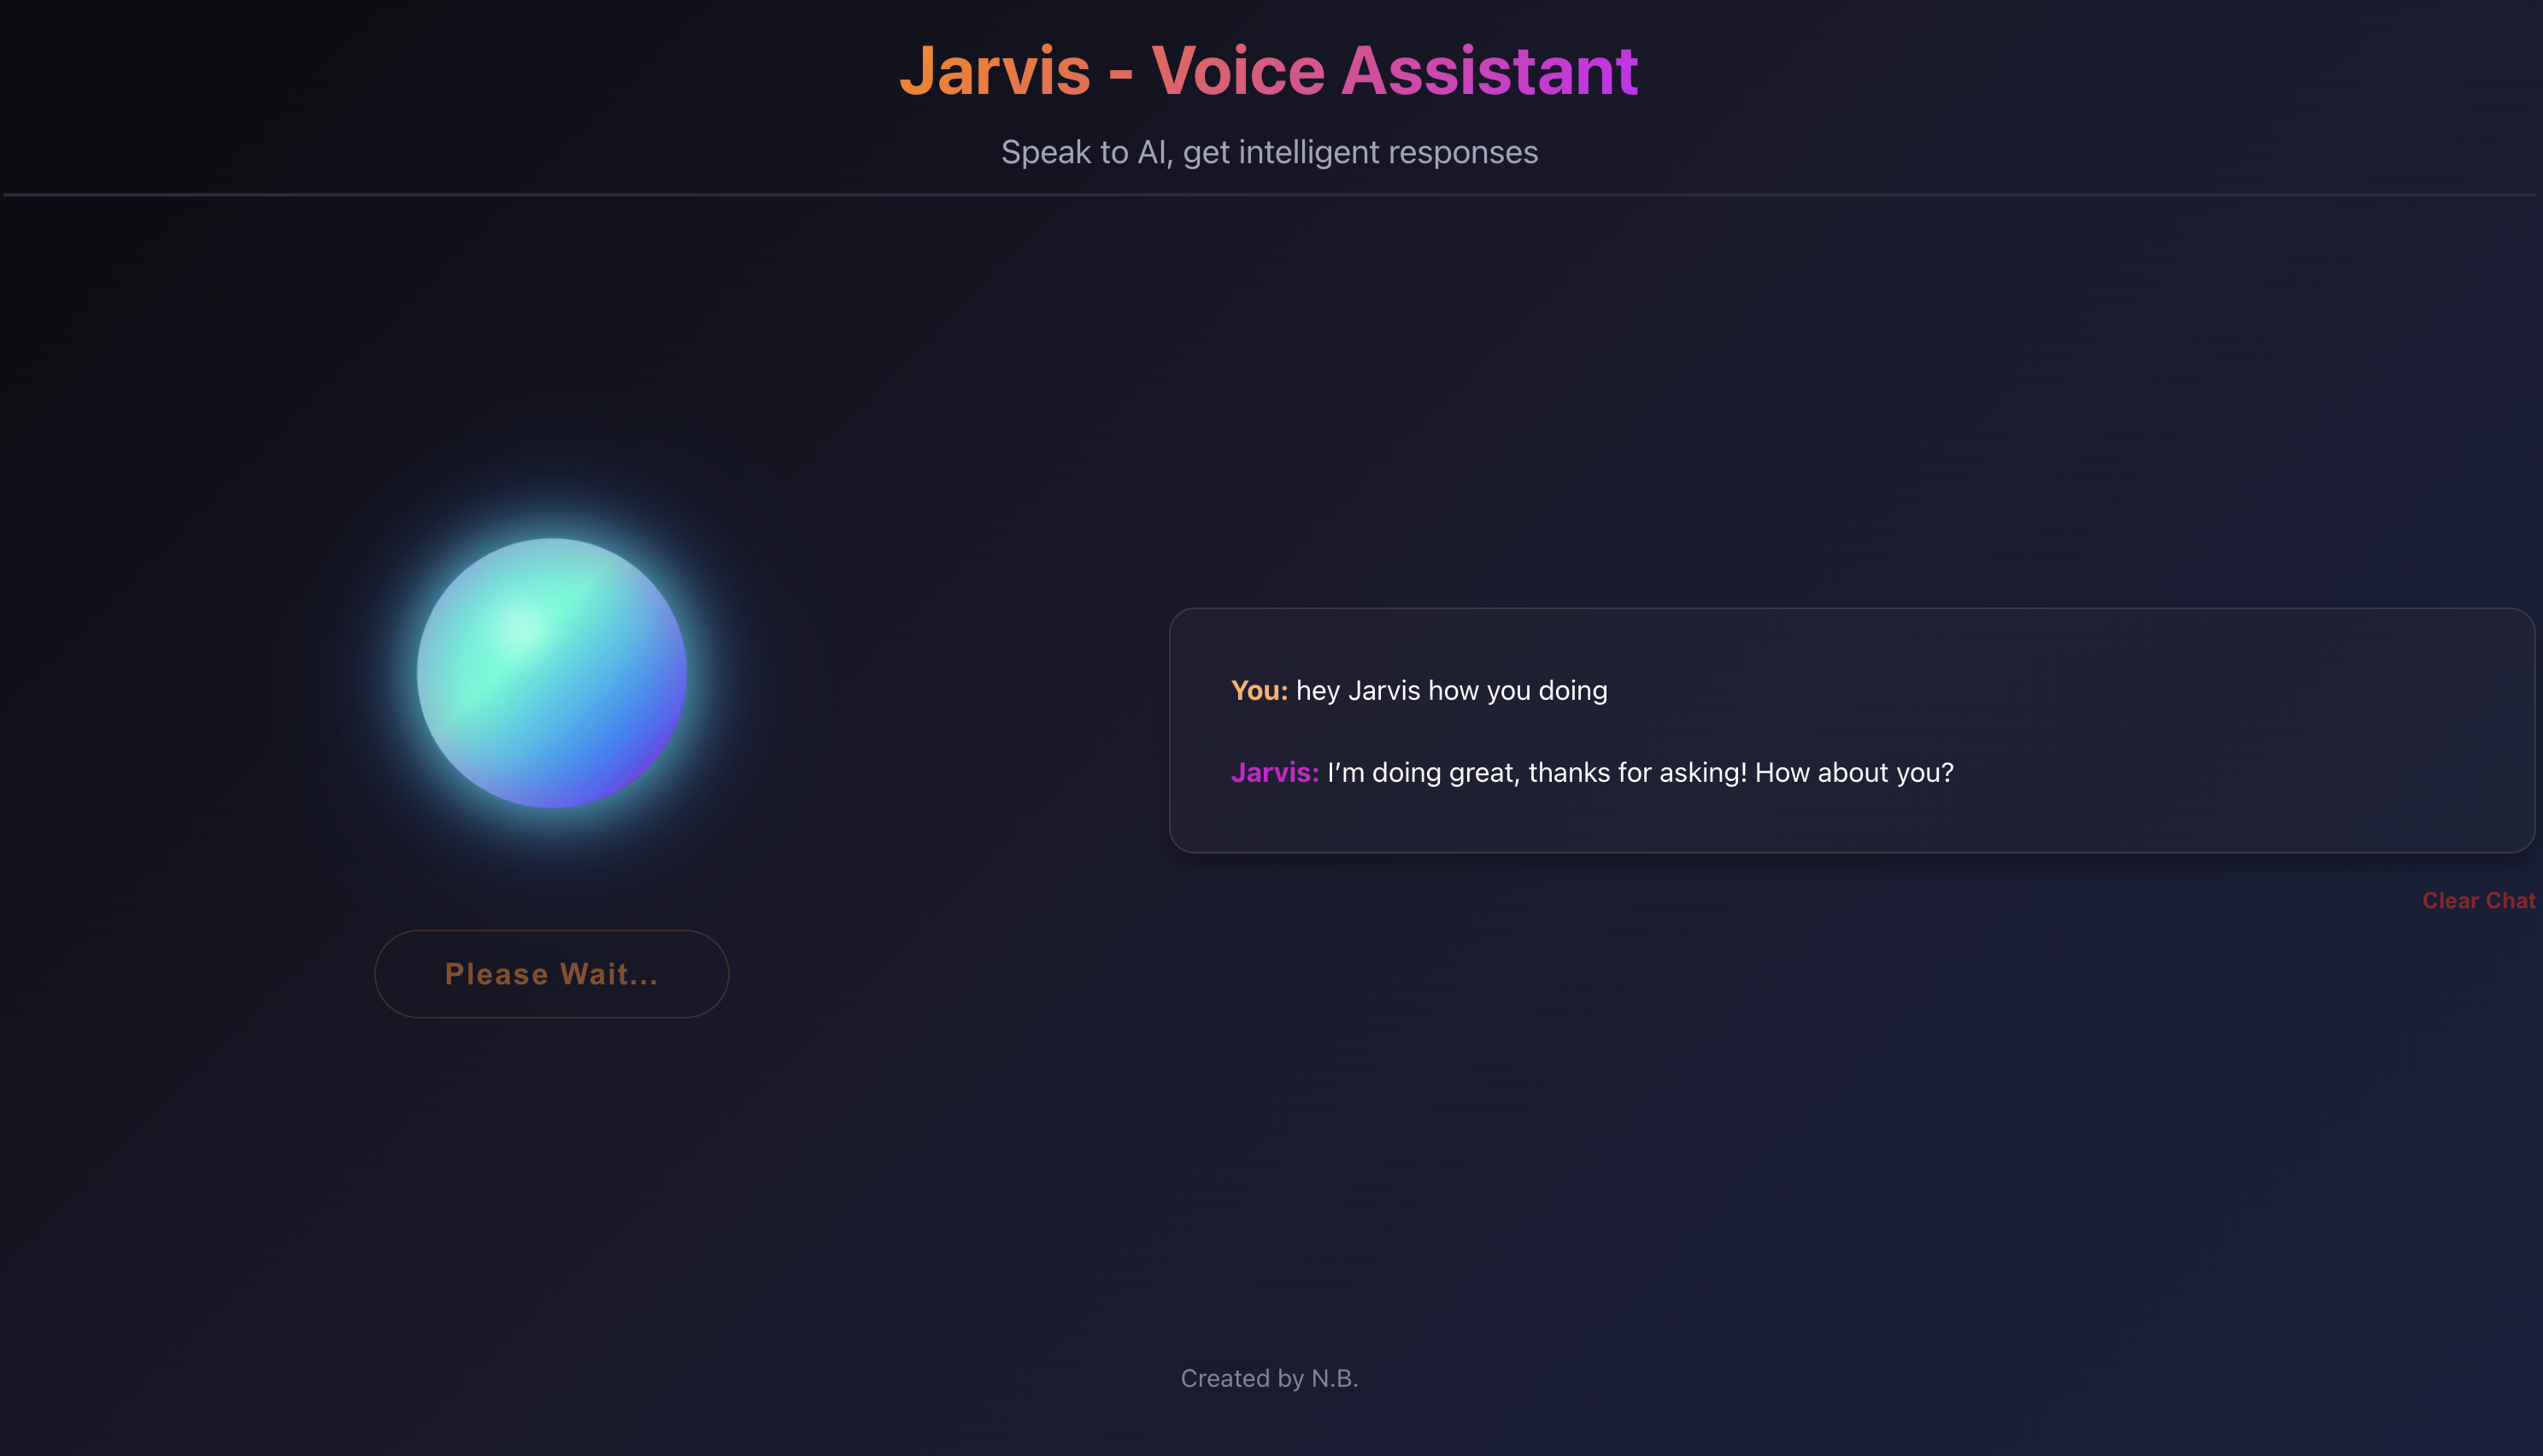 Jarvis - Voice Assistant
Speak to AI, get intelligent responses
You: hey Jarvis how you doing
Jarvis: I’m doing great, thanks for asking! How about you?
Clear Chat
Please Wait...
Created by N.B.